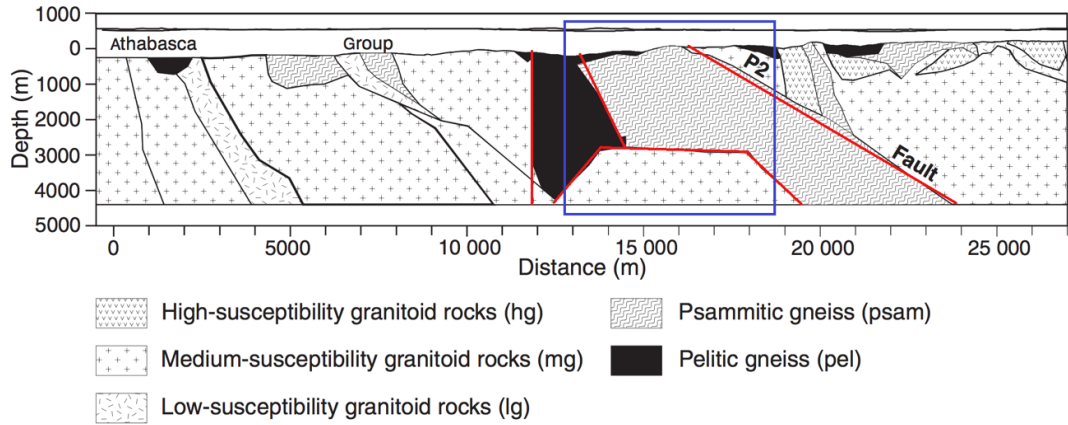 1000
0
1000
2000
3000
4000
5000
Depth (m)
Athabasca Group
P2
Fault
0 5000 10 000 15 000 20 000 25 000
Distance (m)
High-susceptibility granitoid rocks (hg)
Medium-susceptibility granitoid rocks (mg)
Low-susceptibility granitoid rocks (lg)
Psammitic gneiss (psam)
Pelitic gneiss (pel)